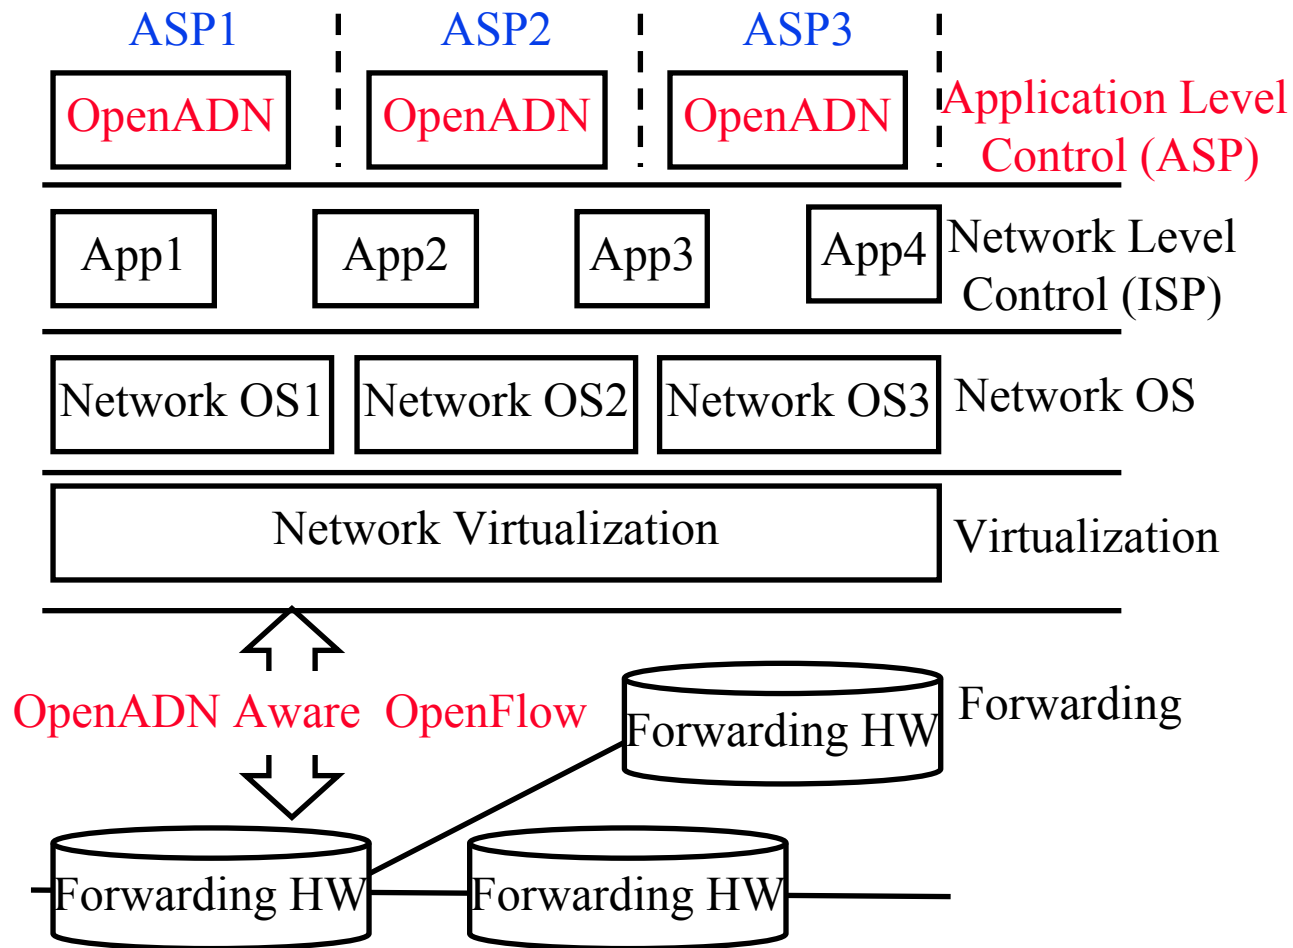 ASP1 ASP2 ASP3
OpenADN OpenADN OpenADN
Application Level
Control (ASP)
App1 App2 App3 App4
Network Level
Control (ISP)
Network OS1 Network OS2 Network OS3 Network OS
Network Virtualization Virtualization
OpenADN Aware OpenFlow
Forwarding HW Forwarding
Forwarding HW Forwarding HW